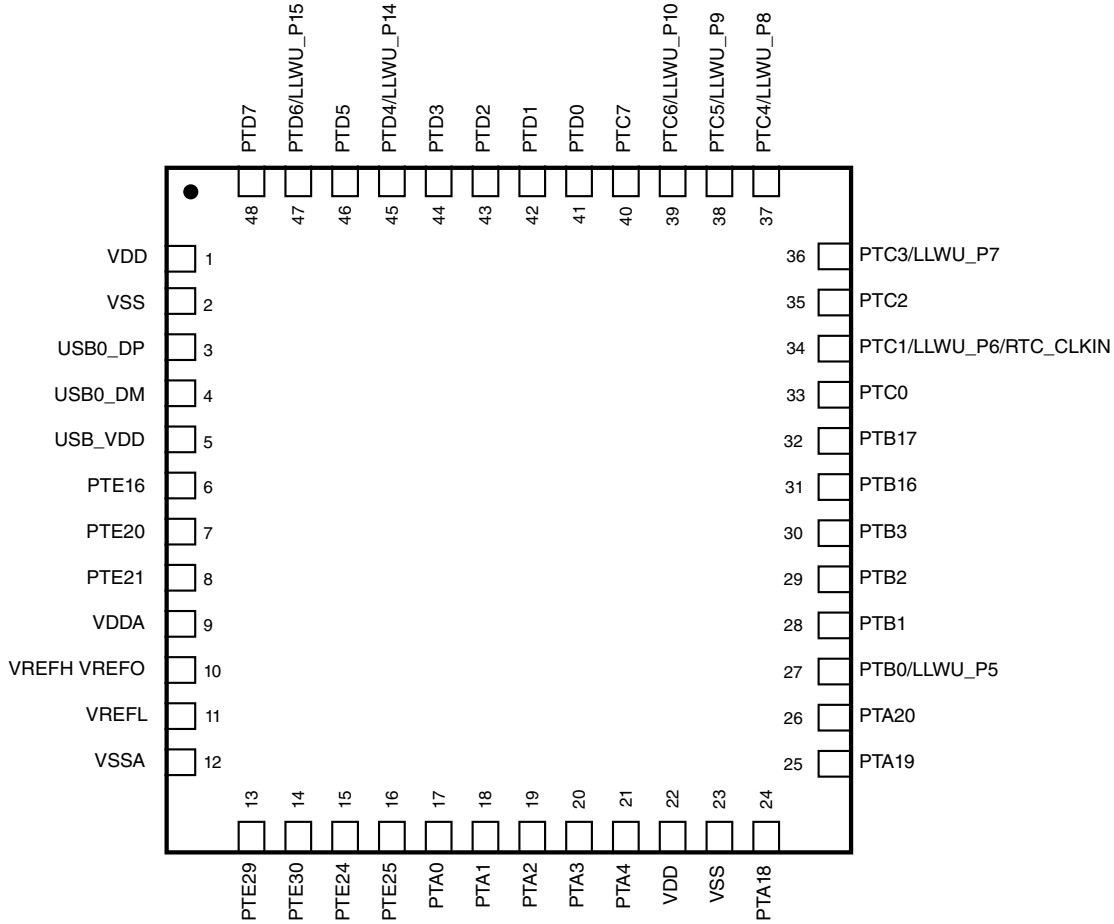 PTD7
PTD6/LLWU_P15
PTD5
PTD4/LLWU_P14
PTD3
PTD2
PTD1
PTD0
PTC7
PTC6/LLWU_P10
PTC5/LLWU_P9
PTC4/LLWU_P8
48
47
46
45
44
43
42
41
40
39
38
37
VDD 1
VSS 2
USB0_DP 3
USB0_DM 4
USB_VDD 5
PTE16 6
PTE20 7
PTE21 8
VDDA 9
VREFH VREFO 10
VREFL 11
VSSA 12
36 PTC3/LLWU_P7
35 PTC2
34 PTC1/LLWU_P6/RTC_CLKIN
33 PTC0
32 PTB17
31 PTB16
30 PTB3
29 PTB2
28 PTB1
27 PTB0/LLWU_P5
26 PTA20
25 PTA19
13
14
15
16
17
18
19
20
21
22
23
24
PTE29
PTE30
PTE24
PTE25
PTA0
PTA1
PTA2
PTA3
PTA4
VDD
VSS
PTA18